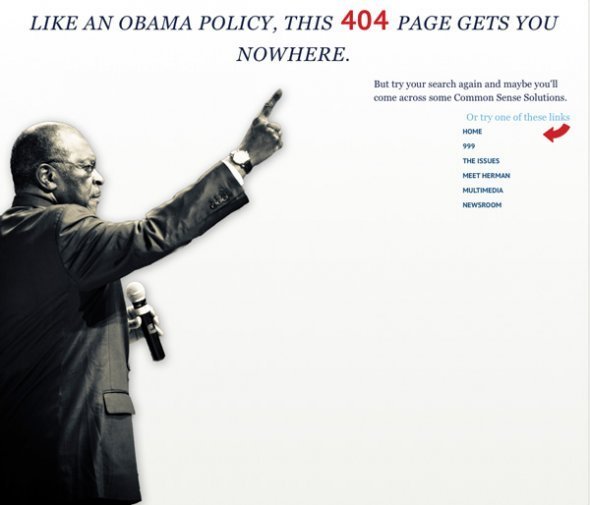 LIKE AN OBAMA POLICY, THIS 404 PAGE GETS YOU
NOWHERE.
But try your search again and maybe you'll
come across some Common Sense Solutions.
Or try one of these links
HOME
999
THE ISSUES
MEET HERMAN
MULTIMEDIA
NEWSROOM